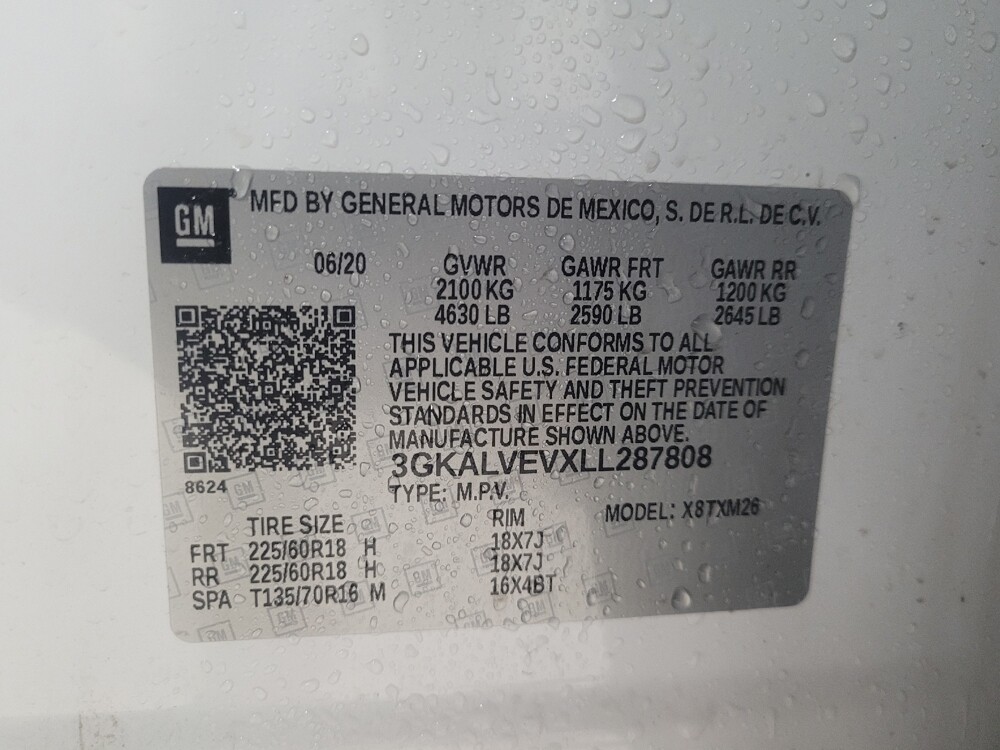 GM
MFD BY GENERAL MOTORS DE MEXICO, S. DE R.L. DE C.V.
06/20 GVWR GAWR FRT GAWR RR
2100 KG 1175 KG 1200 KG
4630 LB 2590 LB 2645 LB
THIS VEHICLE CONFORMS TO ALL
APPLICABLE U.S. FEDERAL MOTOR
VEHICLE SAFETY AND THEFT PREVENTION
STANDARDS IN EFFECT ON THE DATE OF
MANUFACTURE SHOWN ABOVE.
3GKALVEVXLL287808
8624
TYPE: M.P.V. MODEL: X8TXM26
TIRE SIZE RIM
FRT 225/60R18 H 18X7J
RR 225/60R18 H 18X7J
SPA T135/70R16 M 16X4BT